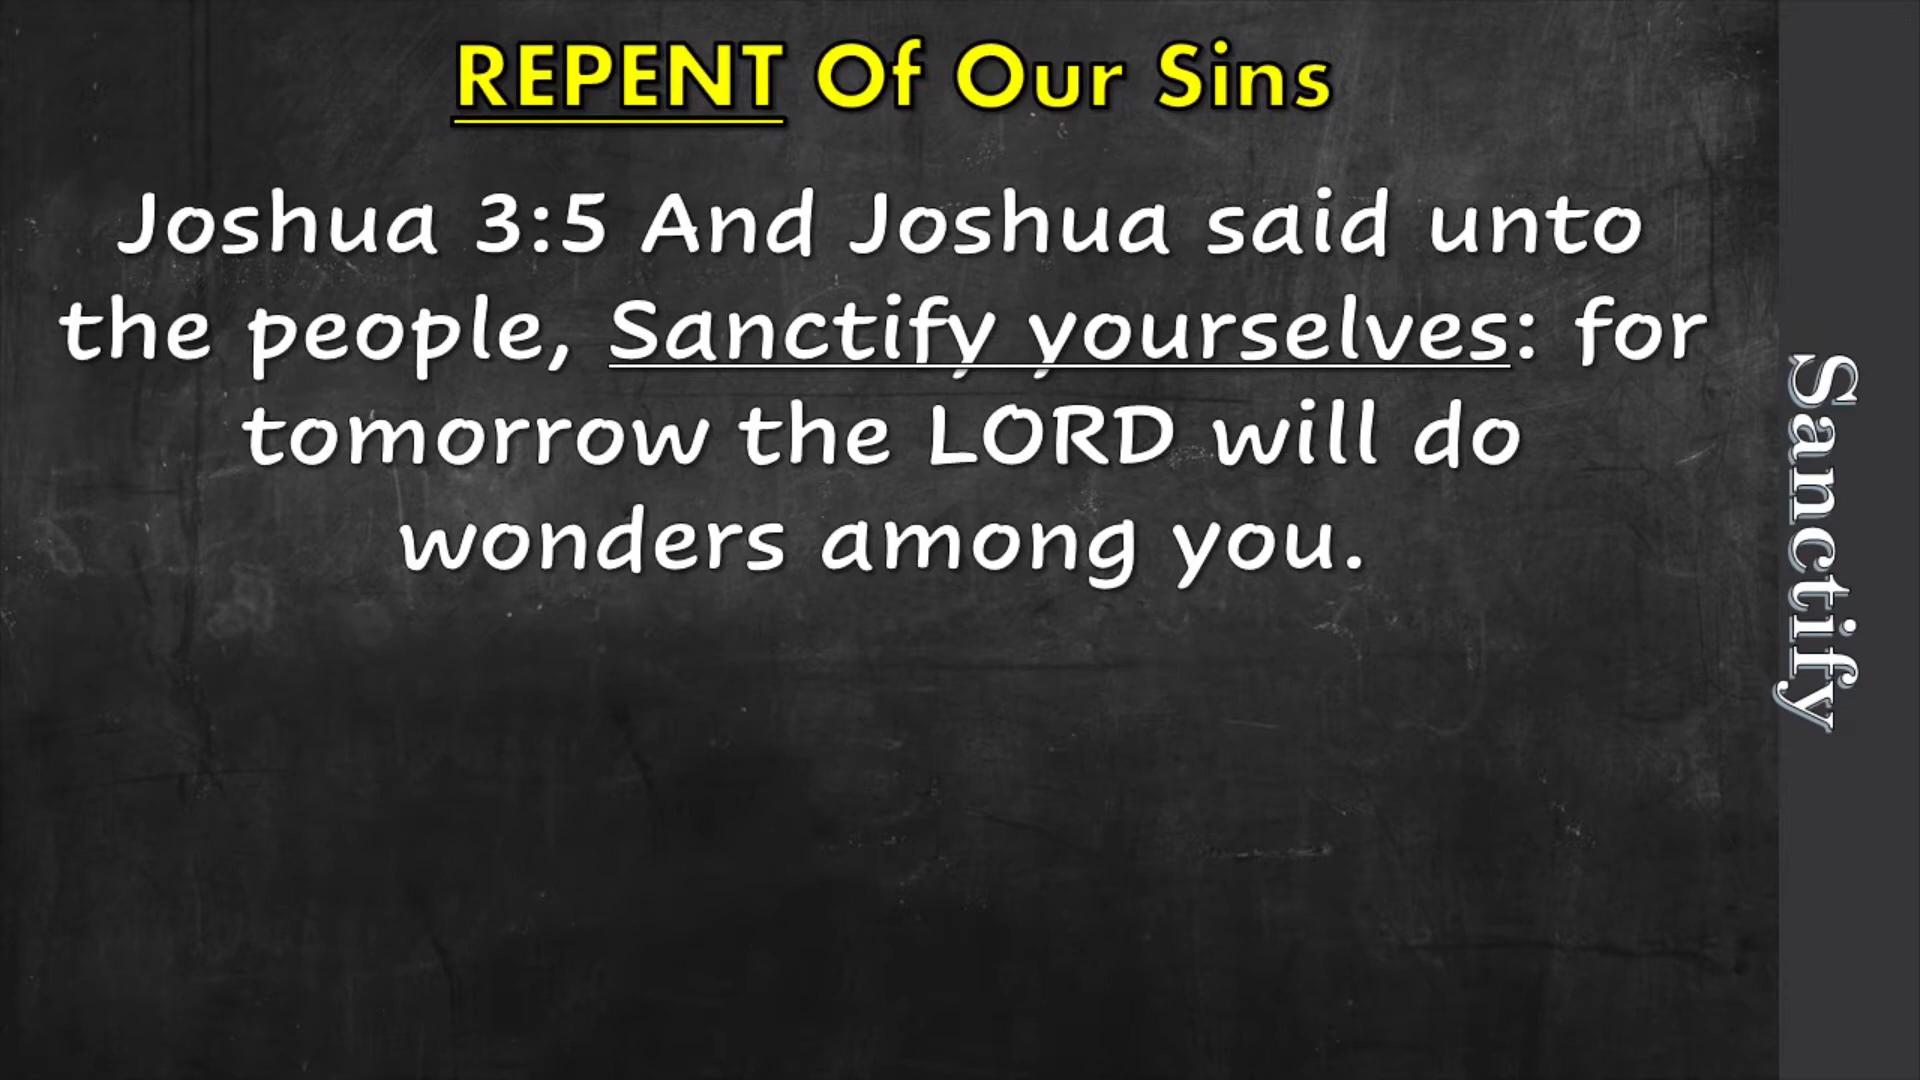 REPENT Of Our Sins
Joshua 3:5 And Joshua said unto
the people, Sanctify yourselves: for
tomorrow the LORD will do
wonders among you.
Sanctify